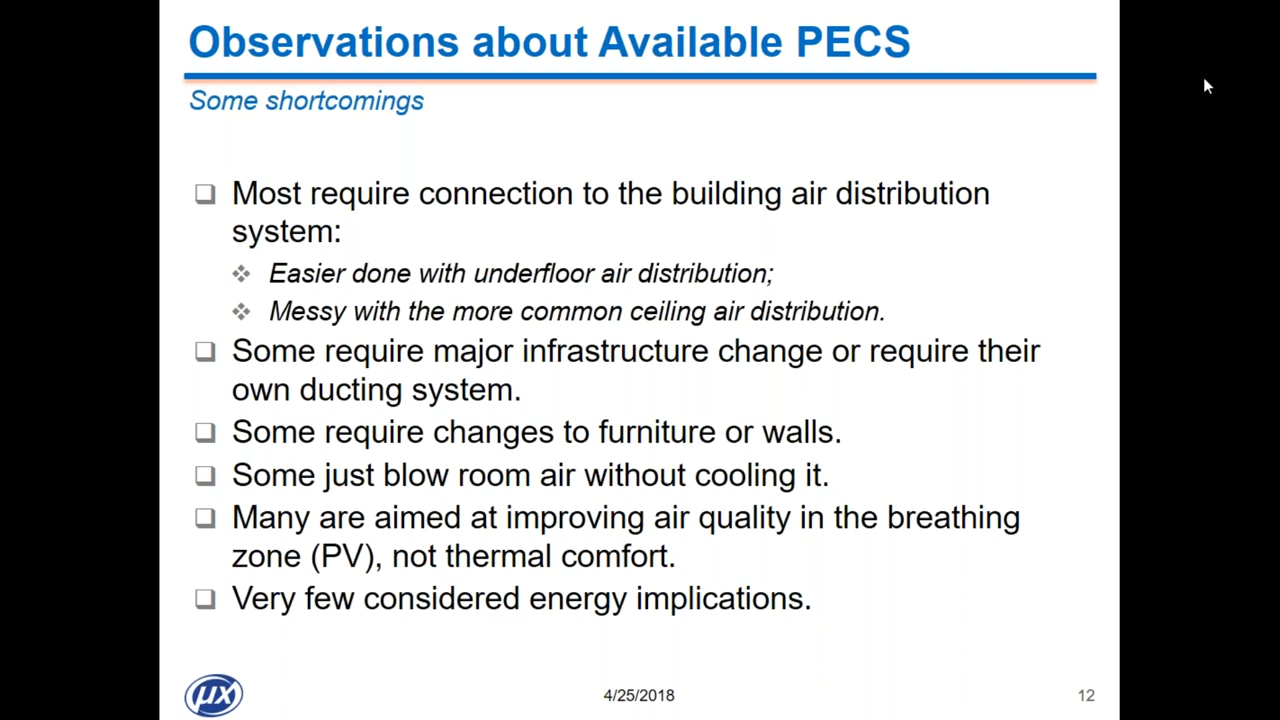 Observations about Available PECS
Some shortcomings
Most require connection to the building air distribution
system:
Easier done with underfloor air distribution;
Messy with the more common ceiling air distribution.
Some require major infrastructure change or require their
own ducting system.
Some require changes to furniture or walls.
Some just blow room air without cooling it.
Many are aimed at improving air quality in the breathing
zone (PV), not thermal comfort.
Very few considered energy implications.
μx
4/25/2018
12